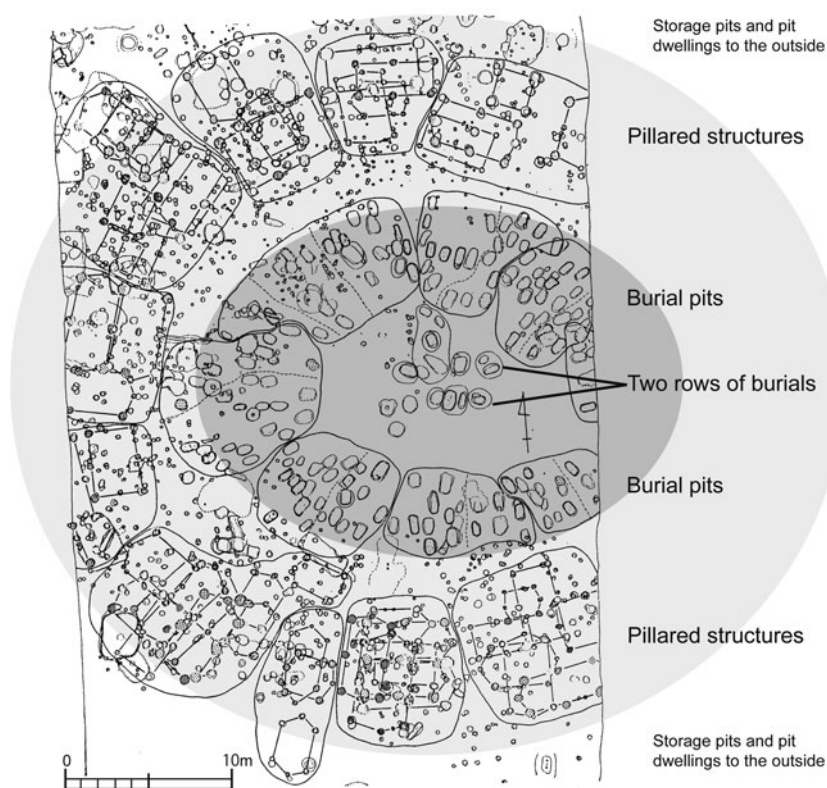 Storage pits and pit
dwellings to the outside
Pillared structures
Burial pits
Two rows of burials
Burial pits
Pillared structures
Storage pits and pit
dwellings to the outside
0 10m